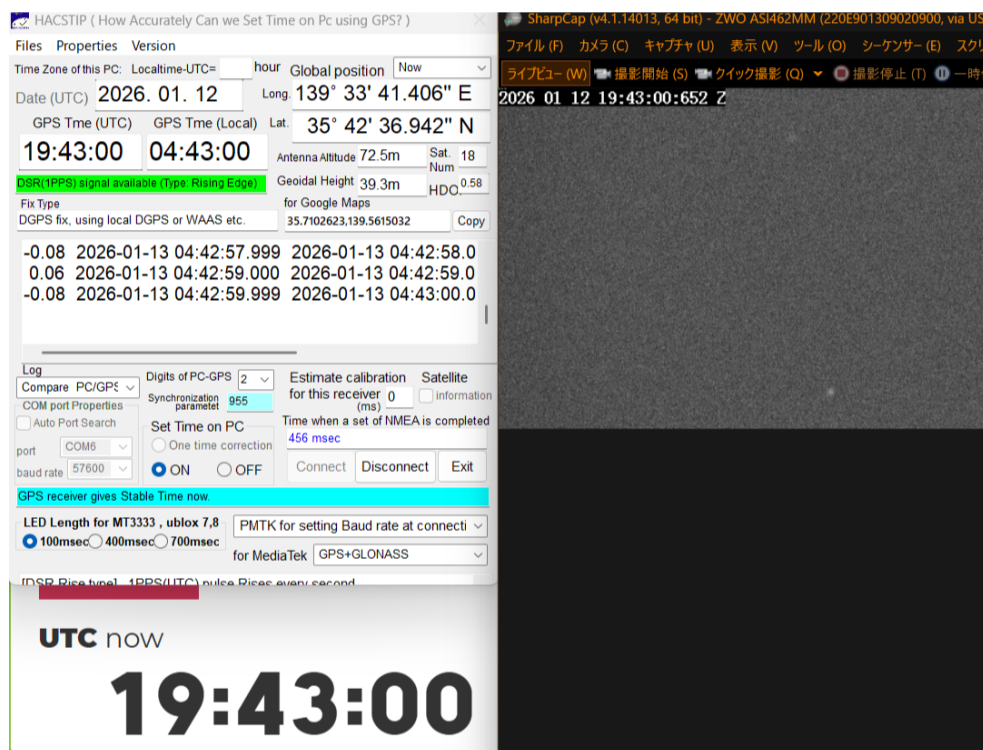 HACSTIP ( How Accurately Can we Set Time on Pc using GPS? )
Files Properties Version
Time Zone of this PC: Localtime-UTC= hour
Global position Now
Date (UTC) 2026. 01. 12
Long. 139° 33' 41.406" E
GPS Tme (UTC) GPS Tme (Local)
Lat. 35° 42' 36.942" N
19:43:00 04:43:00
Antenna Altitude 72.5m Sat. Num 18
DSR(1PPS) signal available (Type: Rising Edge)
Geoidal Height 39.3m HDO. 0.58
Fix Type
for Google Maps
DGPS fix, using local DGPS or WAAS etc.
35.7102623,139.5615032 Copy
-0.08 2026-01-13 04:42:57.999 2026-01-13 04:42:58.0
0.06 2026-01-13 04:42:59.000 2026-01-13 04:42:59.0
-0.08 2026-01-13 04:42:59.999 2026-01-13 04:43:00.0
Log
Compare PC/GPS
Digits of PC-GPS 2
Estimate calibration for this receiver (ms) 0
Satellite information
COM port Properties
Synchronization parametet 955
Auto Port Search
Time when a set of NMEA is completed
456 msec
port COM6
baud rate 57600
Set Time on PC
One time correction
ON OFF
Connect Disconnect Exit
GPS receiver gives Stable Time now.
LED Length for MT3333 , ublox 7,8
100msec 400msec 700msec
PMTK for setting Baud rate at connecti
for MediaTek GPS+GLONASS
[DSR Rise type] 1PPS(UTC) pulse Rises every second
UTC now
19:43:00
SharpCap (v4.1.14013, 64 bit) - ZWO ASI462MM (220E901309020900, via US
ファイル (F) カメラ (C) キャプチャ (U) 表示 (V) ツール (O) シーケンサー (E) スクリ
ライブビュー (W) 撮影開始 (S) クイック撮影 (Q) 撮影停止 (T) 一時
2026 01 12 19:43:00:652 Z